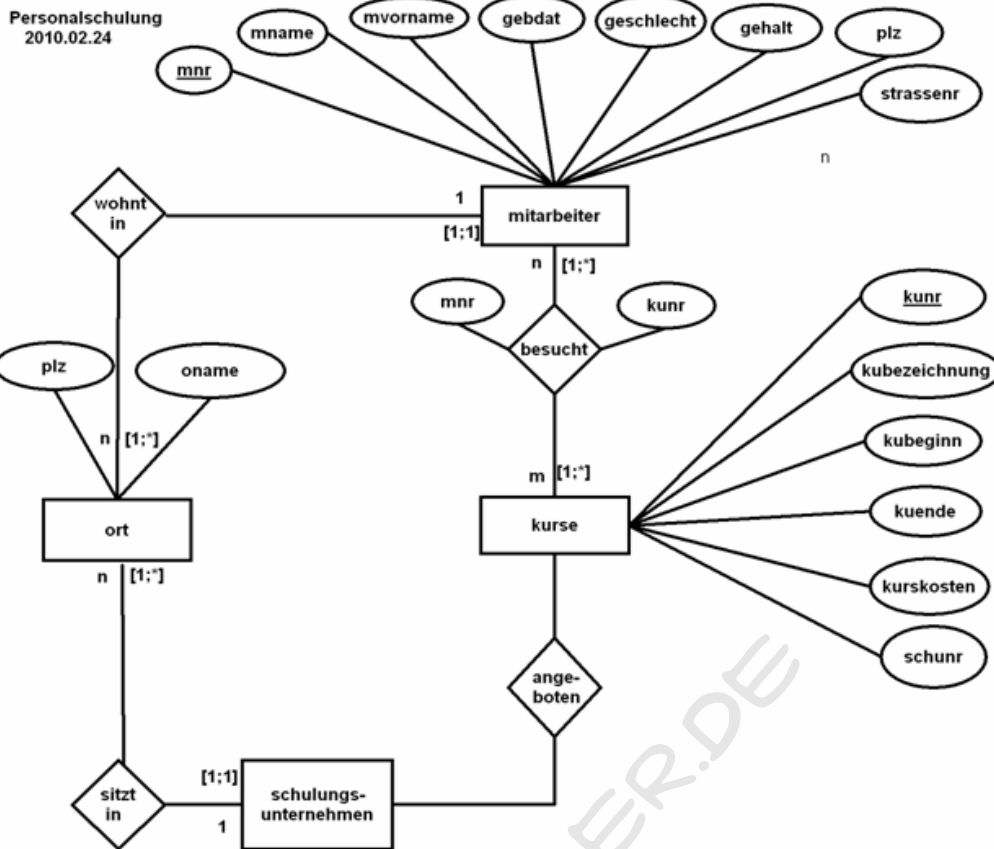 Personalschulung
2010.02.24
mnr
mname
mvorname
gebdat
geschlecht
gehalt
plz
strassenr
n
wohnt
in
1
[1;1]
mitarbeiter
n [1;*]
mnr
kunr
besucht
plz
oname
n [1;*]
m [1;*]
ort
kurse
kunr
kubezeichnung
kubeginn
kuende
kurskosten
schunr
n [1;*]
ange-
boten
sitzt
in
[1;1]
1
schulungs-
unternehmen
ER.DE